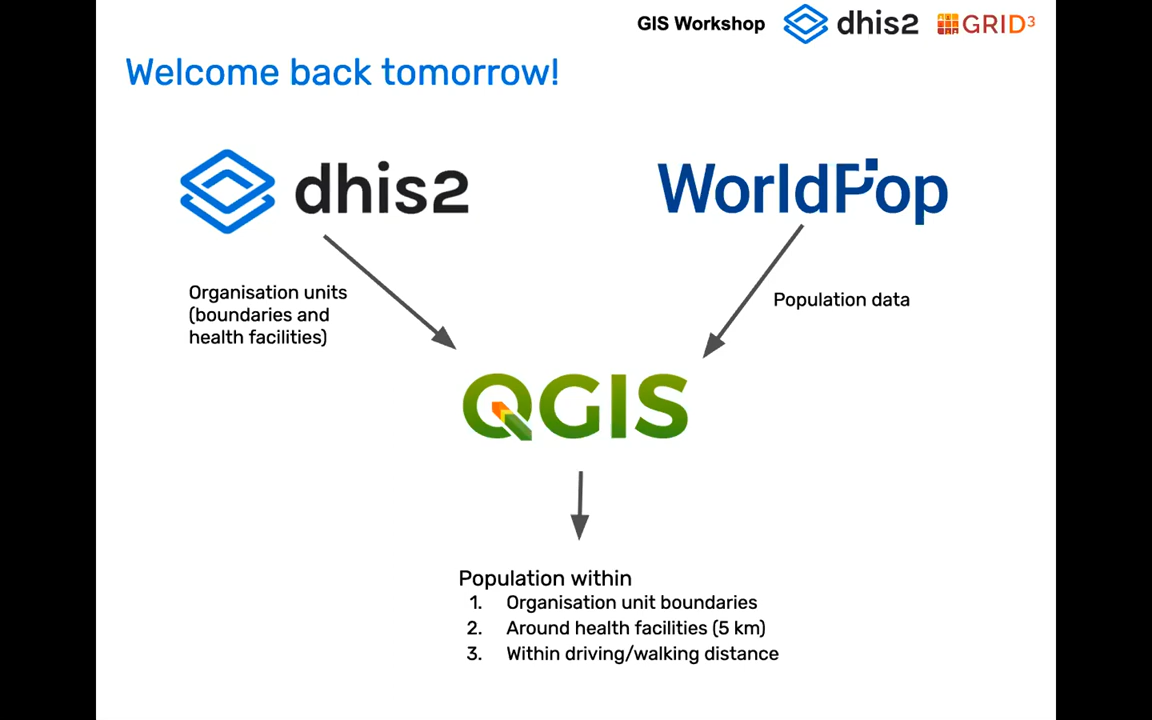 GIS Workshop dhis2 GRID³
Welcome back tomorrow!
dhis2 WorldPop
Organisation units
(boundaries and
health facilities)
Population data
QGIS
Population within
1. Organisation unit boundaries
2. Around health facilities (5 km)
3. Within driving/walking distance